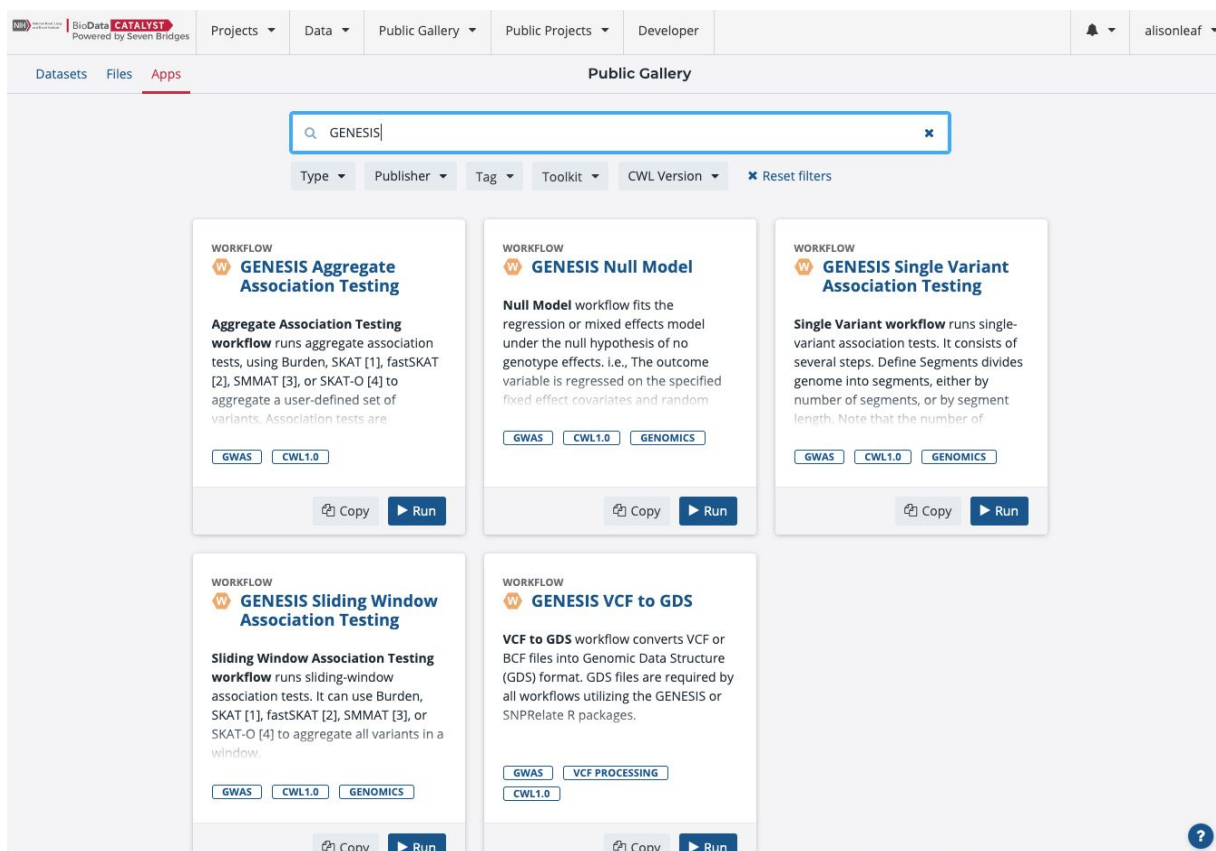 NIH
BioData CATALYST
Powered by Seven Bridges
Projects
Data
Public Gallery
Public Projects
Developer
alisonleaf
Datasets
Files
Apps
Public Gallery
GENESIS
Type
Publisher
Tag
Toolkit
CWL Version
Reset filters
WORKFLOW
W
GENESIS Aggregate
Association Testing
Aggregate Association Testing
workflow runs aggregate association
tests, using Burden, SKAT [1], fastSKAT
[2], SMMAT [3], or SKAT-O [4] to
aggregate a user-defined set of
variants. Association tests are
GWAS
CWL1.0
Copy
Run
WORKFLOW
W
GENESIS Null Model
Null Model workflow fits the
regression or mixed effects model
under the null hypothesis of no
genotype effects. i.e., The outcome
variable is regressed on the specified
fixed effect covariates and random
GWAS
CWL1.0
GENOMICS
Copy
Run
WORKFLOW
W
GENESIS Single Variant
Association Testing
Single Variant workflow runs single-
variant association tests. It consists of
several steps. Define Segments divides
genome into segments, either by
number of segments, or by segment
length. Note that the number of
GWAS
CWL1.0
GENOMICS
Copy
Run
WORKFLOW
W
GENESIS Sliding Window
Association Testing
Sliding Window Association Testing
workflow runs sliding-window
association tests. It can use Burden,
SKAT [1], fastSKAT [2], SMMAT [3], or
SKAT-O [4] to aggregate all variants in a
window.
GWAS
CWL1.0
GENOMICS
Copy
Run
WORKFLOW
W
GENESIS VCF to GDS
VCF to GDS workflow converts VCF or
BCF files into Genomic Data Structure
(GDS) format. GDS files are required by
all workflows utilizing the GENESIS or
SNPRelate R packages.
GWAS
VCF PROCESSING
CWL1.0
Copy
Run
?